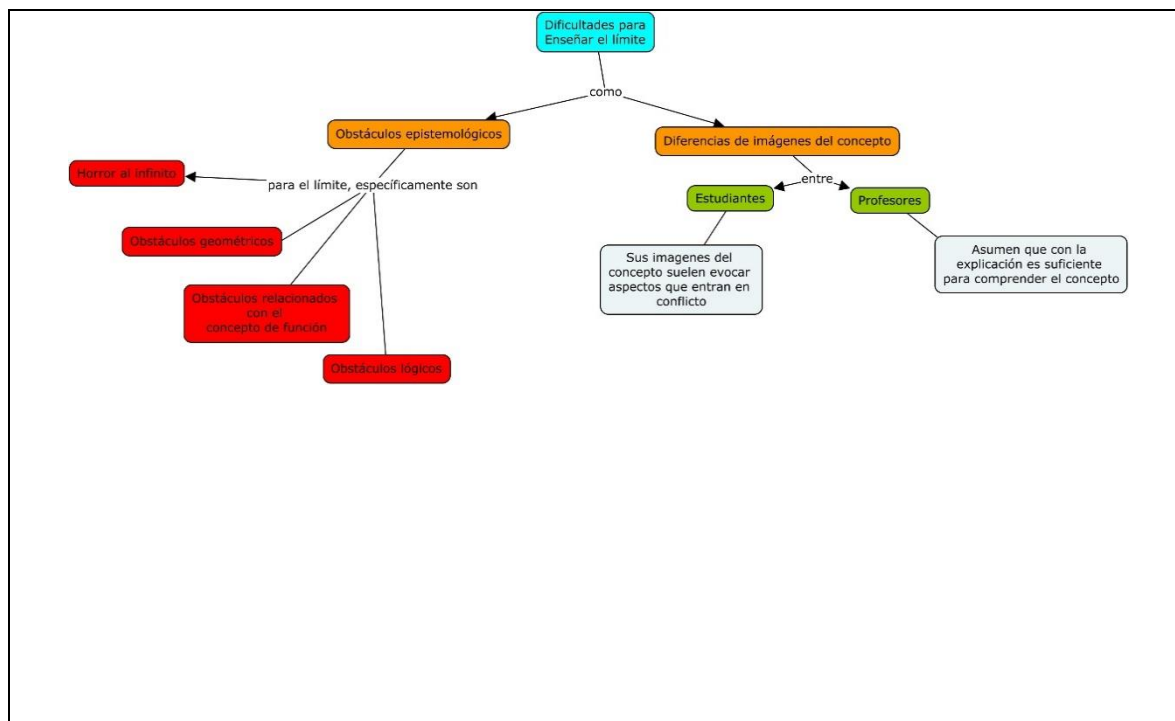 Dificultades para
Enseñar el límite
como
Obstáculos epistemológicos
Diferencias de imágenes del concepto
Horror al infinito
para el límite, específicamente son
entre
Estudiantes
Profesores
Obstáculos geométricos
Sus imagenes del
concepto suelen evocar
aspectos que entran en
conflicto
Asumen que con la
explicación es suficiente
para comprender el concepto
Obstáculos relacionados
con el
concepto de función
Obstáculos lógicos